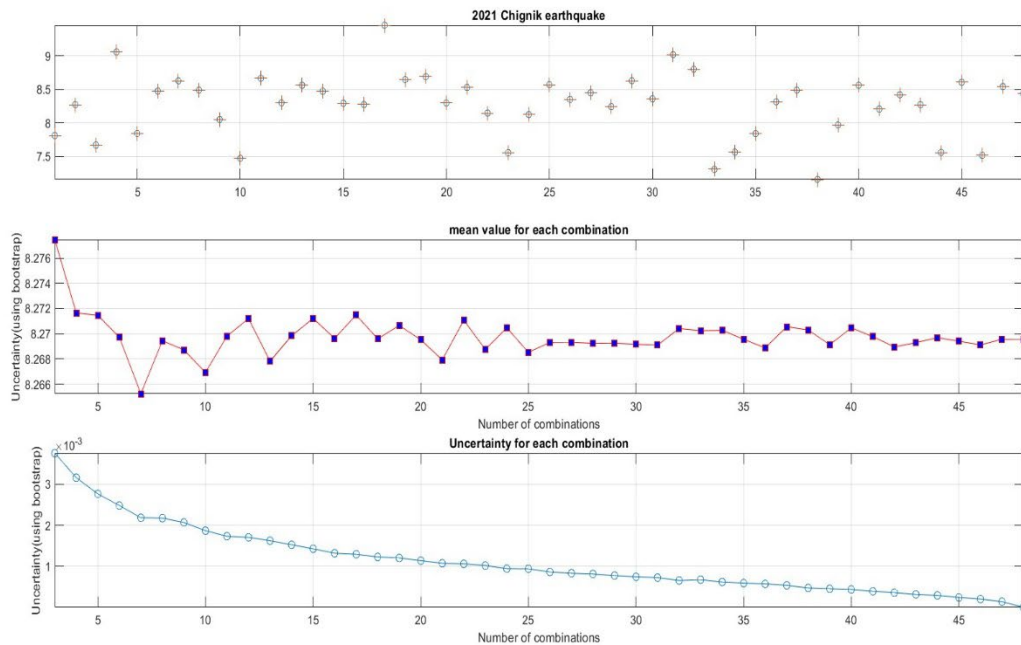 2021 Chignik earthquake
9
8.5
8
7.5
5 10 15 20 25 30 35 40 45
mean value for each combination
Uncertainty(using bootstrap)
8.276
8.274
8.272
8.27
8.268
8.266
5 10 15 20 25 30 35 40 45
Number of combinations
Uncertainty for each combination
×10-3
Uncertainty(using bootstrap)
3
2
1
5 10 15 20 25 30 35 40 45
Number of combinations